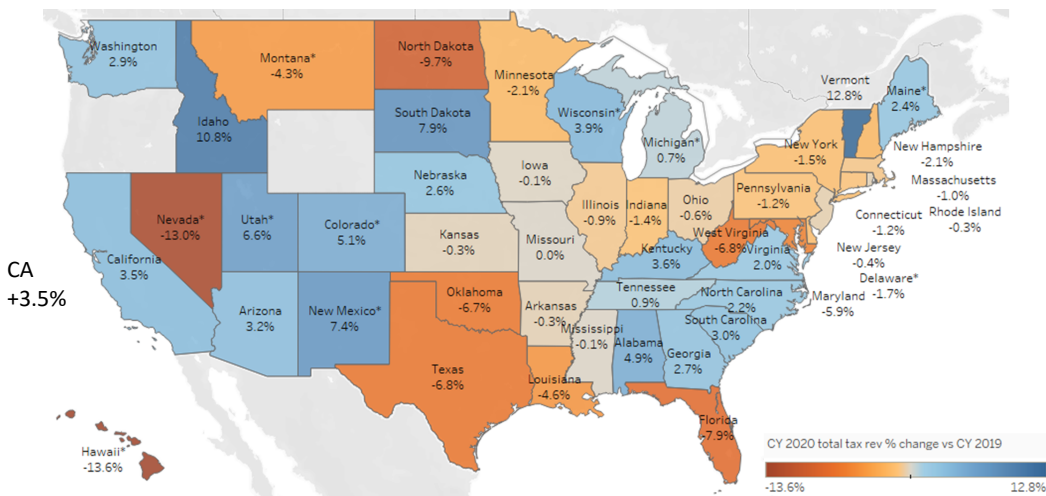 Washington
2.9%
Montana*
-4.3%
North Dakota
-9.7%
Minnesota
-2.1%
Idaho
10.8%
South Dakota
7.9%
Wisconsin*
3.9%
Michigan*
0.7%
Vermont
12.8%
Maine*
2.4%
New York
-1.5%
New Hampshire
-2.1%
Massachusetts
-1.0%
Rhode Island
-0.3%
Connecticut
-1.2%
New Jersey
-0.4%
Delaware*
-1.7%
Maryland
-5.9%
Nebraska
2.6%
Iowa
-0.1%
Illinois
-0.9%
Indiana
-1.4%
Ohio
-0.6%
Pennsylvania
-1.2%
CA
+3.5%
California
3.5%
Nevada*
-13.0%
Utah*
6.6%
Colorado*
5.1%
Kansas
-0.3%
Missouri
0.0%
Kentucky
3.6%
West Virginia
-6.8%
Virginia
2.0%
Arizona
3.2%
New Mexico*
7.4%
Oklahoma
-6.7%
Arkansas
-0.3%
Tennessee
0.9%
North Carolina
2.2%
South Carolina
3.0%
Texas
-6.8%
Louisiana
-4.6%
Mississippi
-0.1%
Alabama
4.9%
Georgia
2.7%
Florida
-7.9%
Hawaii*
-13.6%
CY 2020 total tax rev % change vs CY 2019
-13.6%
12.8%